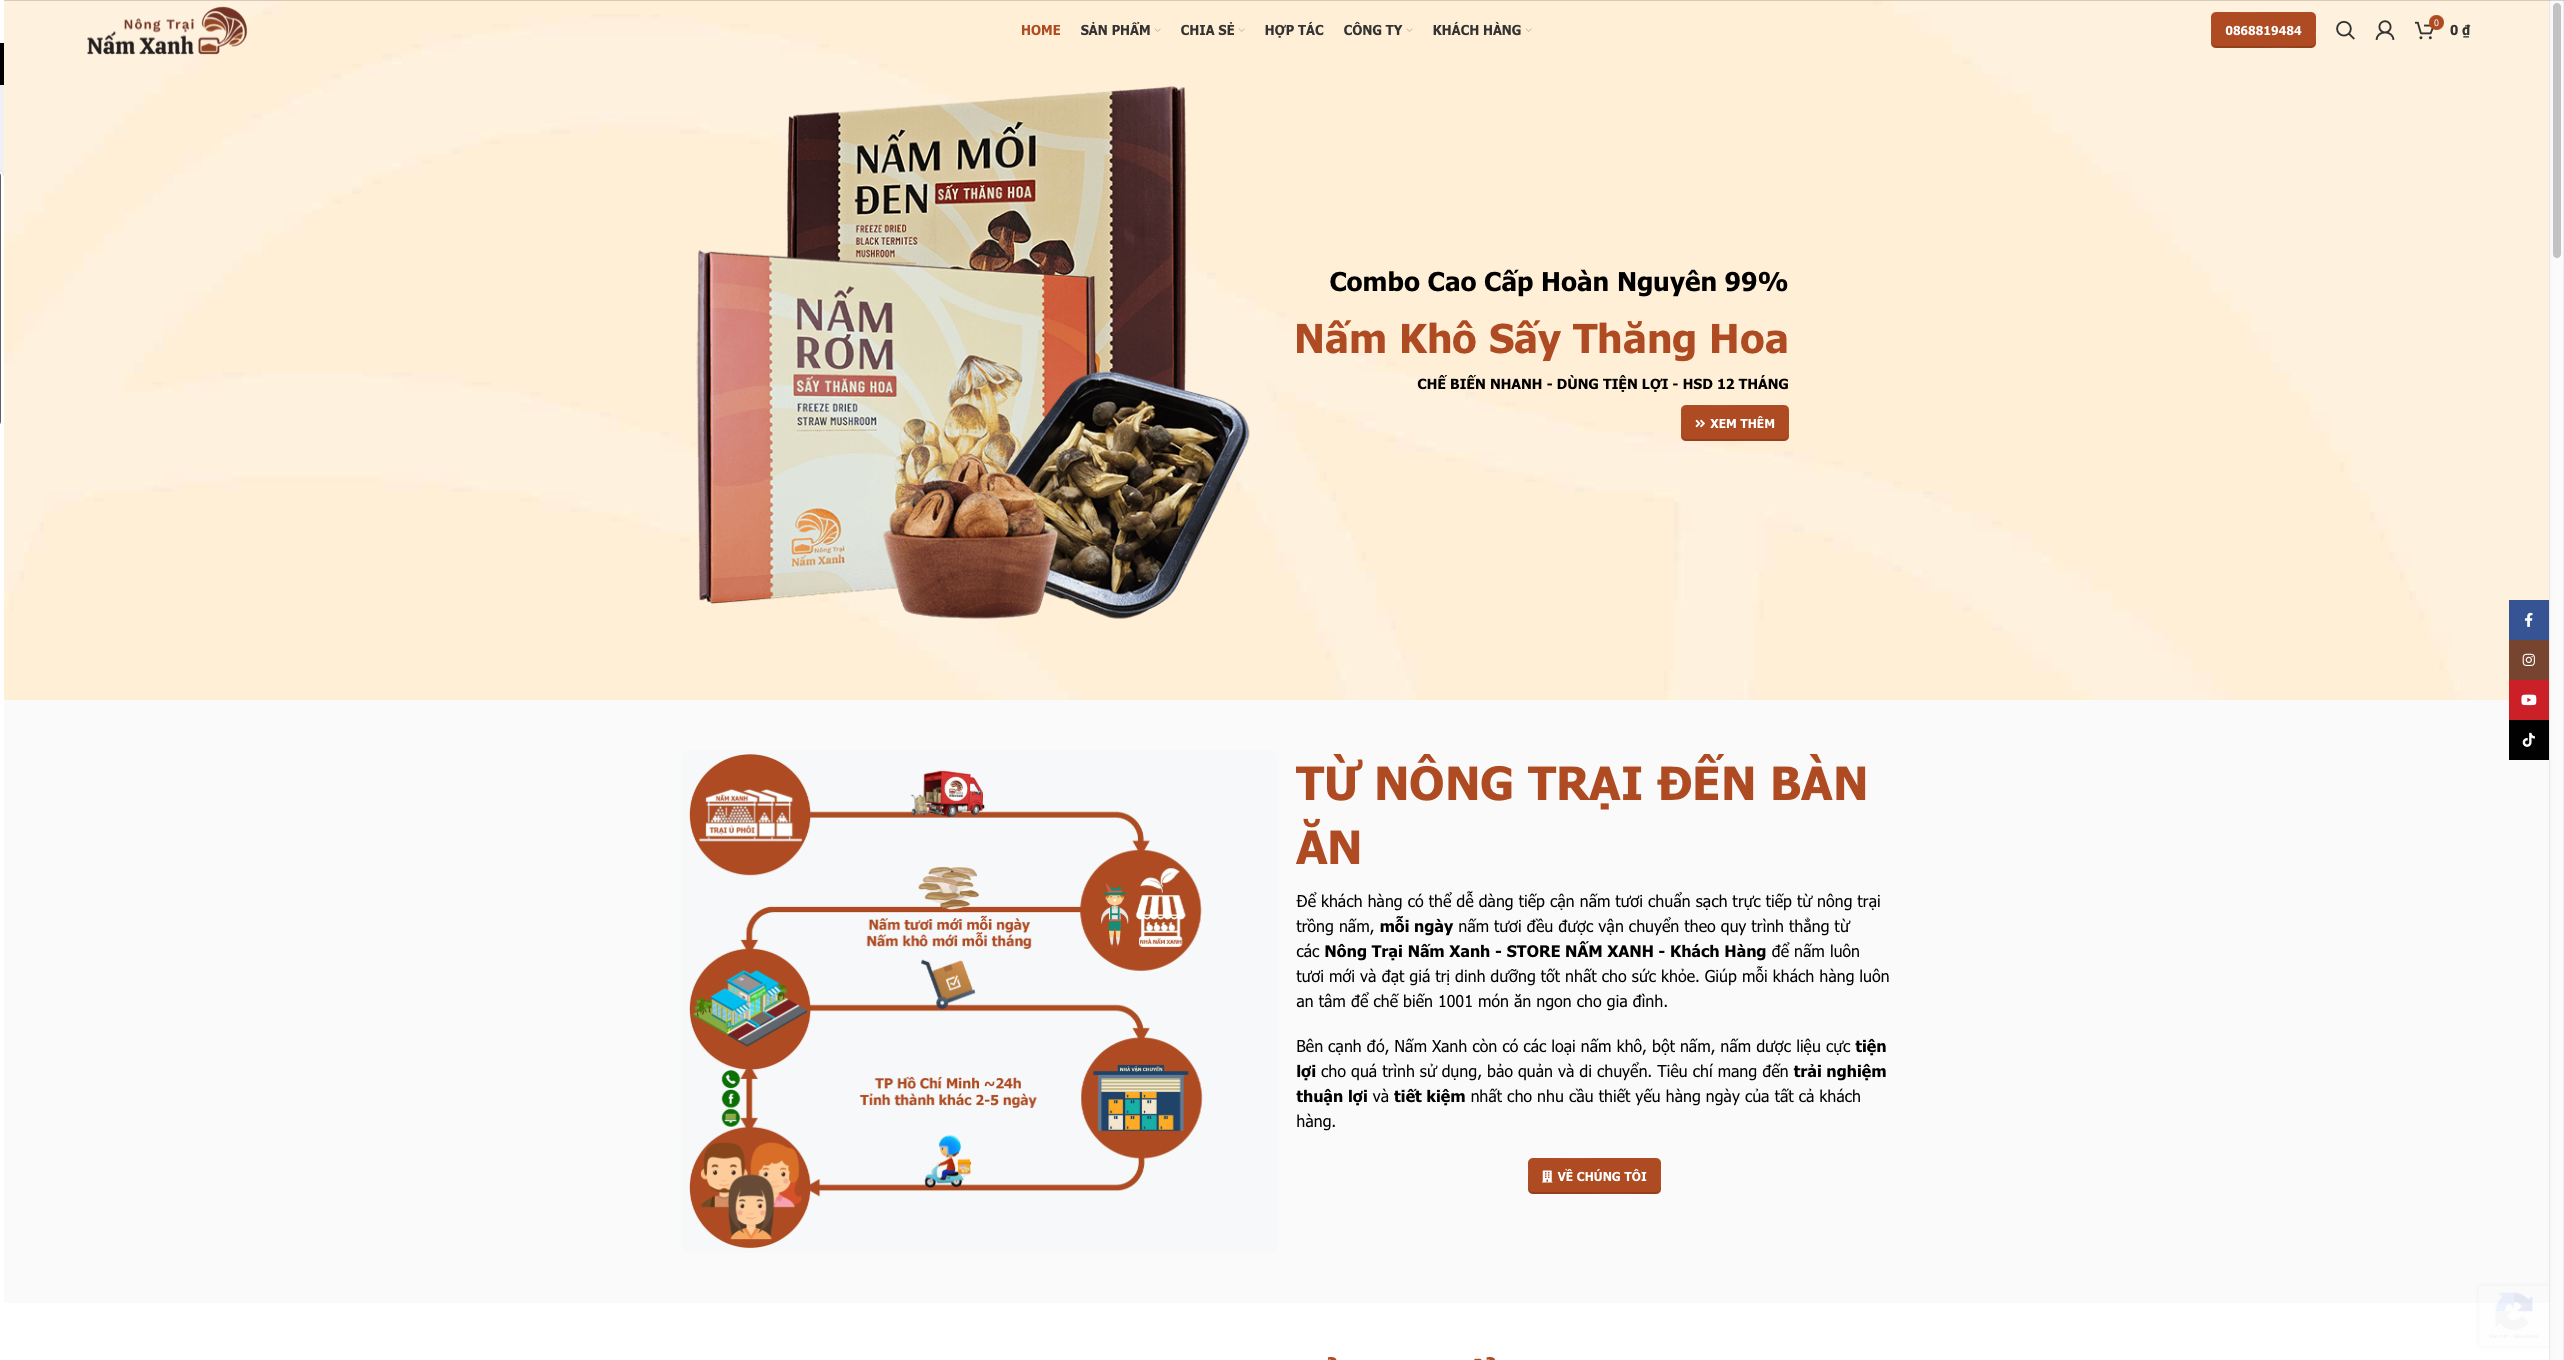 Nông Trại
Nấm Xanh
HOME
SẢN PHẨM
CHIA SẺ
HỢP TÁC
CÔNG TY
KHÁCH HÀNG
0868819484
0
0 ₫
NẤM MỐI
ĐEN SẤY THĂNG HOA
FREEZE DRIED
BLACK TERMITES
MUSHROOM
NẤM
RƠM
SẤY THĂNG HOA
FREEZE DRIED
STRAW MUSHROOM
Nông Trại
Nấm Xanh
Combo Cao Cấp Hoàn Nguyên 99%
Nấm Khô Sấy Thăng Hoa
CHẾ BIẾN NHANH - DÙNG TIỆN LỢI - HSD 12 THÁNG
XEM THÊM
NẤM XANH
TRẠI Ủ PHÔI
NHÀ NẤM XANH
Nấm tươi mới mỗi ngày
Nấm khô mới mỗi tháng
NHÀ VẬN CHUYỂN
TP Hồ Chí Minh ~24h
Tỉnh thành khác 2-5 ngày
TỪ NÔNG TRẠI ĐẾN BÀN
ĂN
Để khách hàng có thể dễ dàng tiếp cận nấm tươi chuẩn sạch trực tiếp từ nông trại
trồng nấm, mỗi ngày nấm tươi đều được vận chuyển theo quy trình thẳng từ
các Nông Trại Nấm Xanh - STORE NẤM XANH - Khách Hàng để nấm luôn
tươi mới và đạt giá trị dinh dưỡng tốt nhất cho sức khỏe. Giúp mỗi khách hàng luôn
an tâm để chế biến 1001 món ăn ngon cho gia đình.
Bên cạnh đó, Nấm Xanh còn có các loại nấm khô, bột nấm, nấm dược liệu cực tiện
lợi cho quá trình sử dụng, bảo quản và di chuyển. Tiêu chí mang đến trải nghiệm
thuận lợi và tiết kiệm nhất cho nhu cầu thiết yếu hàng ngày của tất cả khách
hàng.
VỀ CHÚNG TÔI